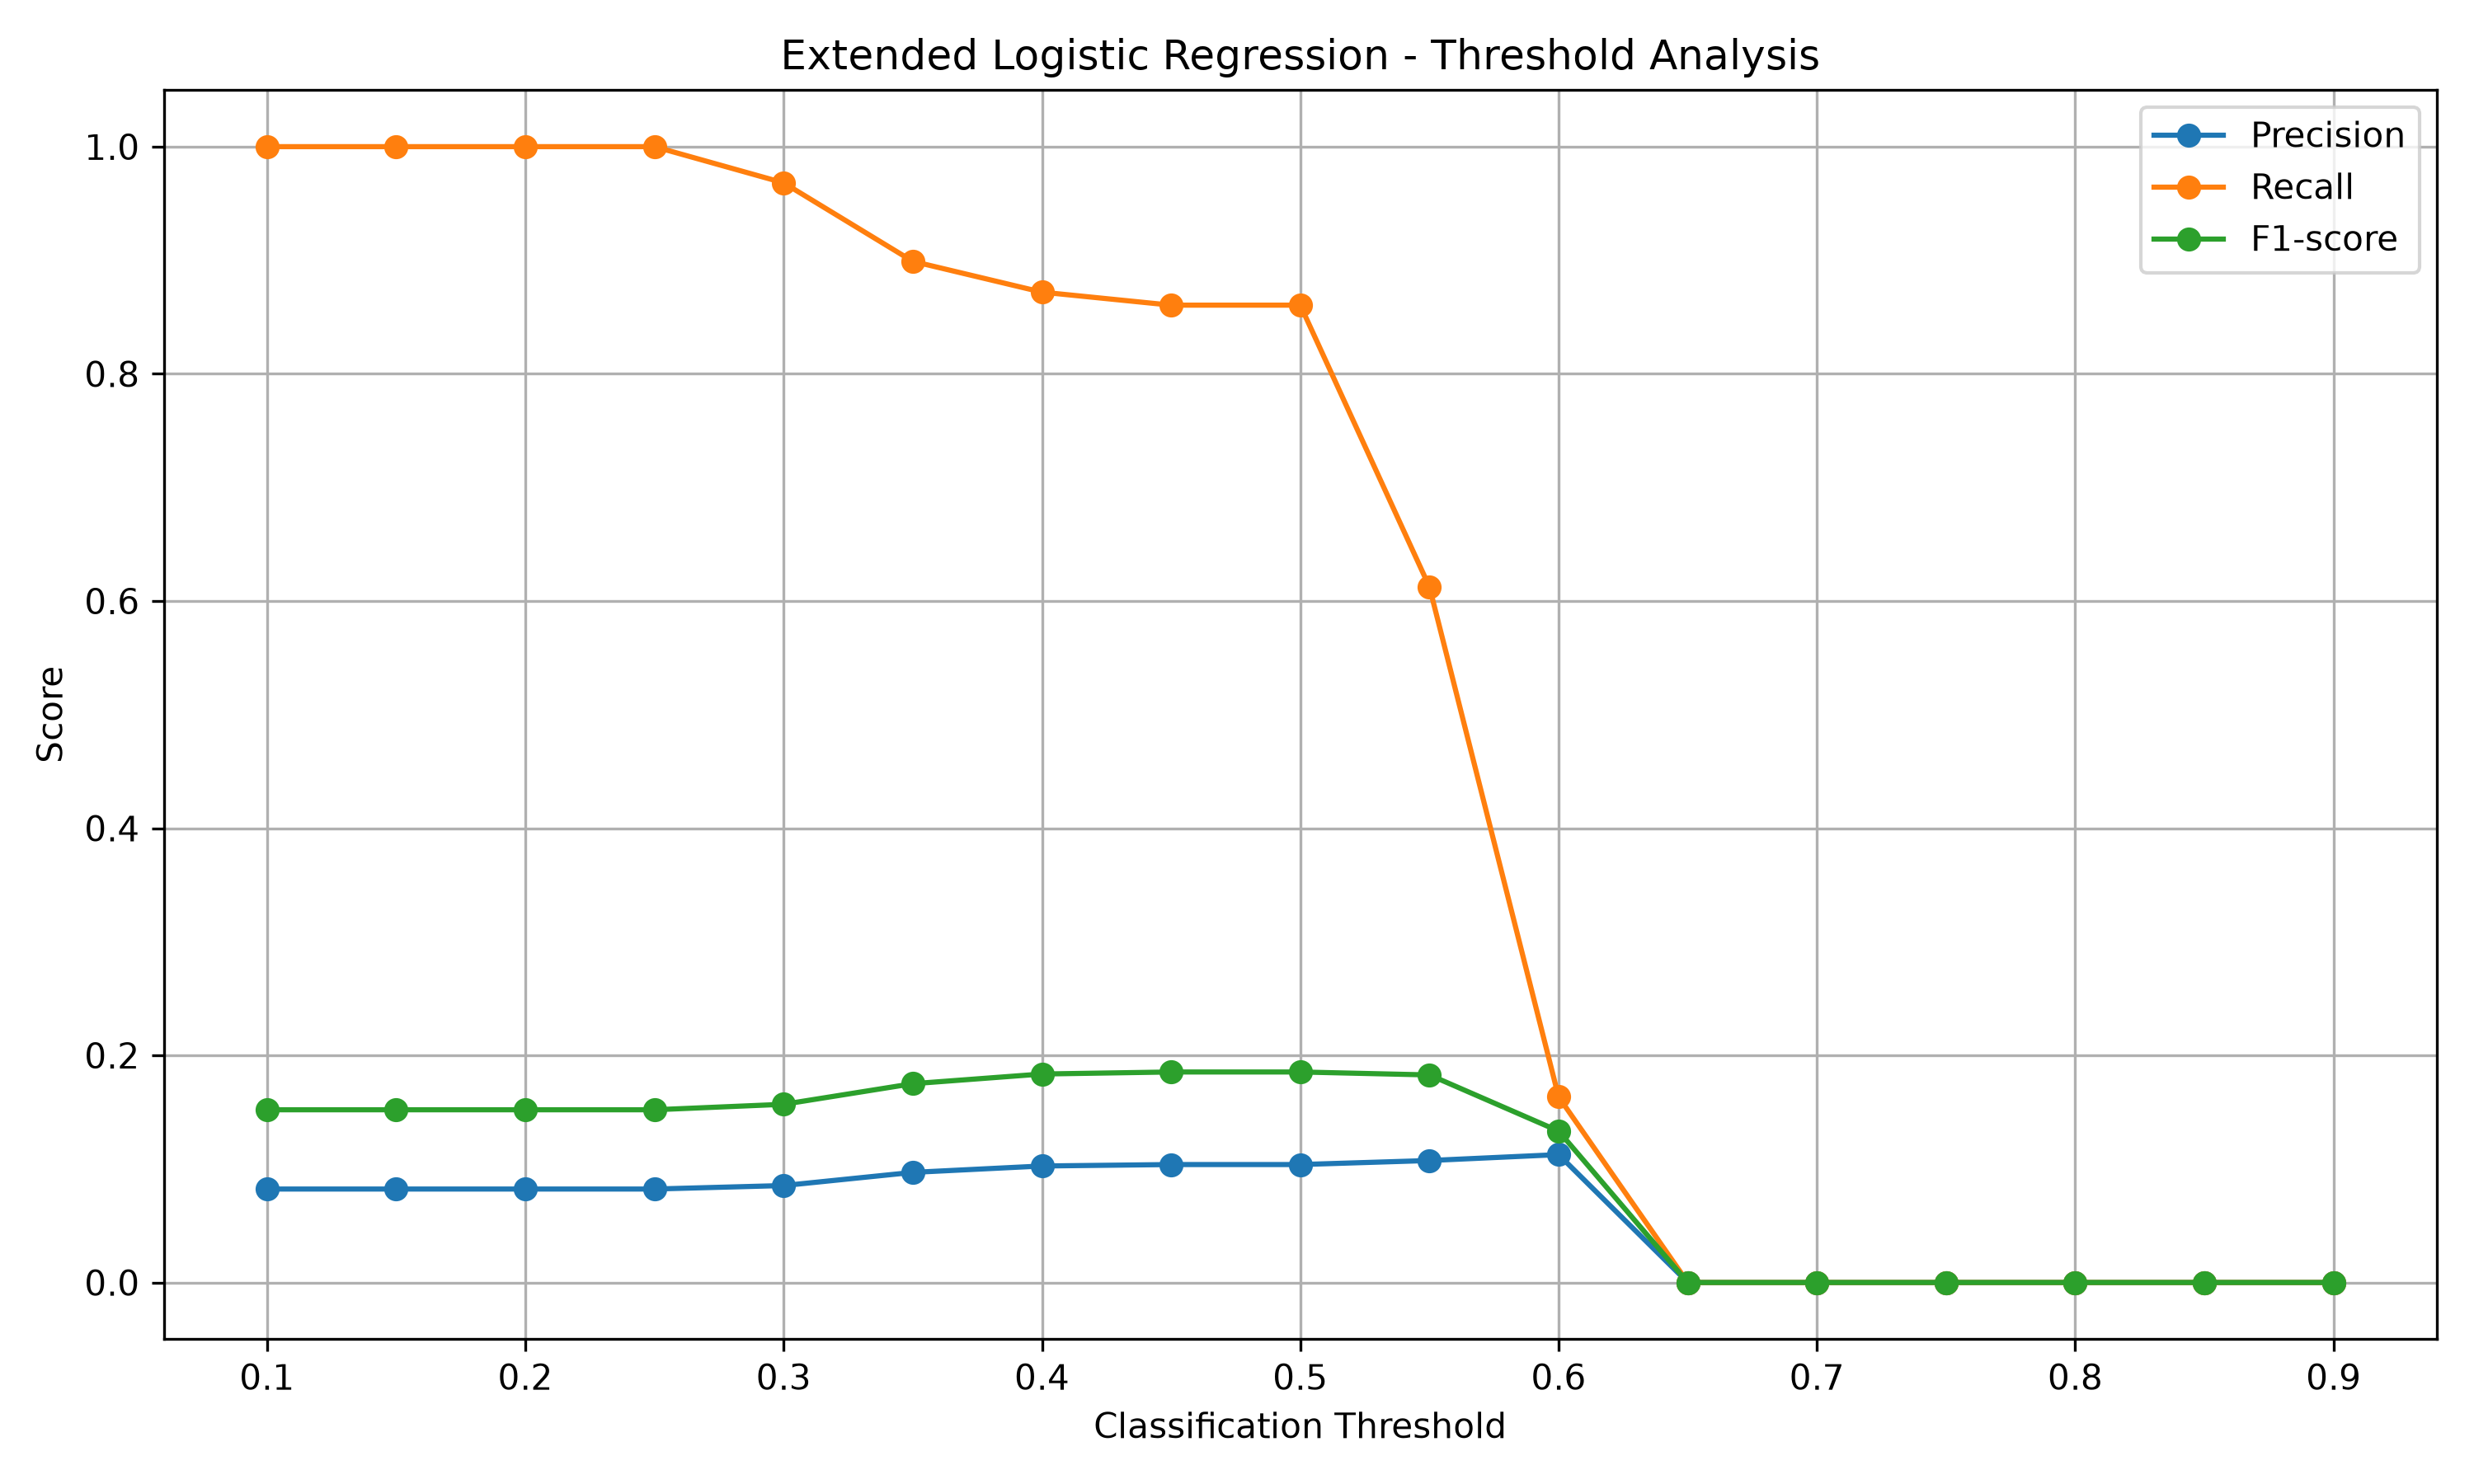 Extended Logistic Regression - Threshold Analysis
Precision
Recall
F1-score
1.0
0.8
0.6
0.4
0.2
0.0
Score
0.1 0.2 0.3 0.4 0.5 0.6 0.7 0.8 0.9
Classification Threshold